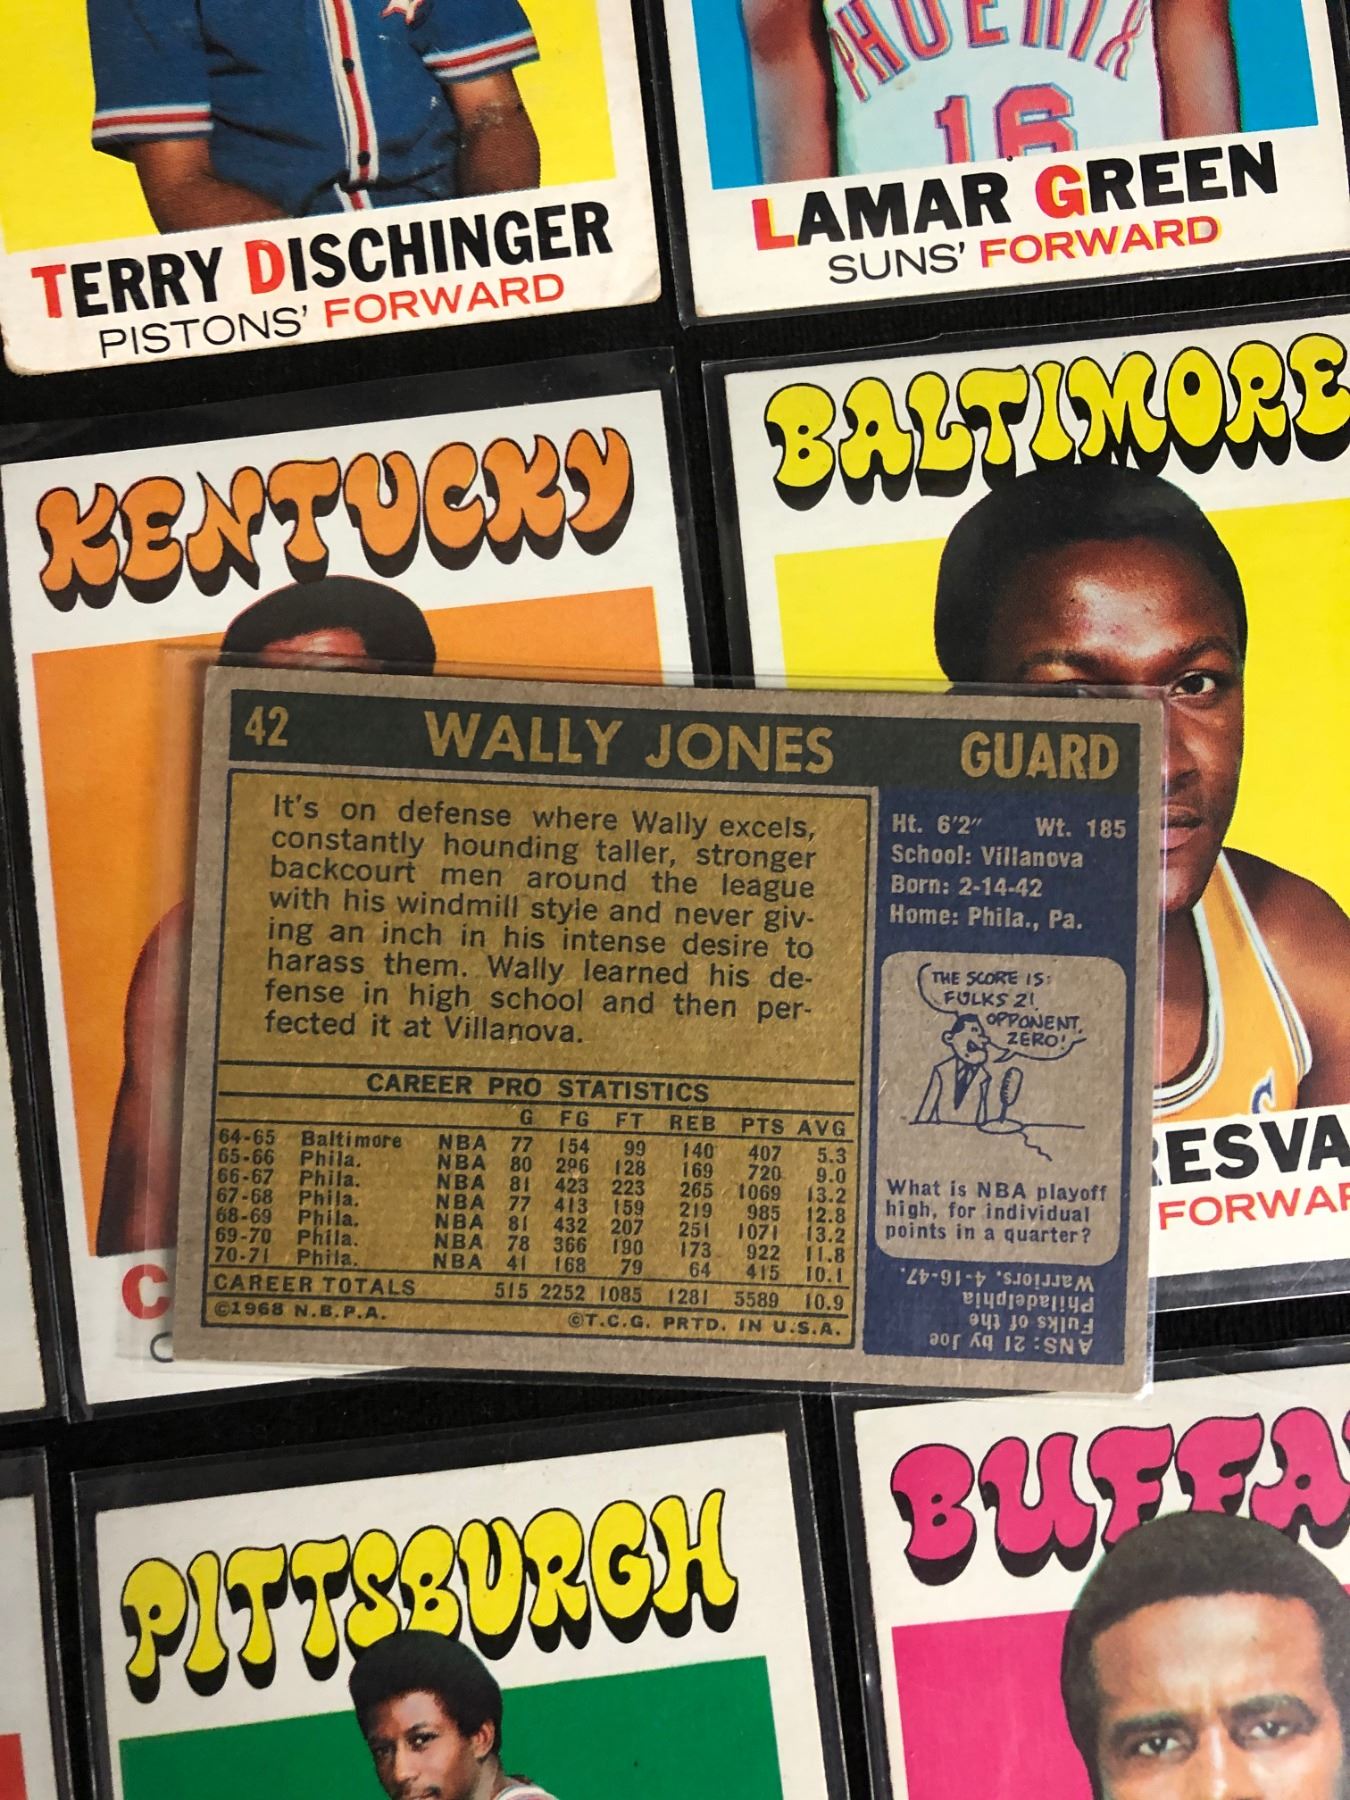 TERRY DISCHINGER
PISTONS' FORWARD
PHOENIX
16
LAMAR GREEN
SUNS' FORWARD
KENTUCKY
BALTIMORE
42 WALLY JONES GUARD
It's on defense where Wally excels,
constantly hounding taller, stronger
backcourt men around the league
with his windmill style and never giv-
ing an inch in his intense desire to
harass them. Wally learned his de-
fense in high school and then per-
fected it at Villanova.
CAREER PRO STATISTICS
G FG FT REB PTS AVG
64-65 Baltimore NBA 77 154 99 140 407 5.3
65-66 Phila. NBA 80 296 128 169 720 9.0
66-67 Phila. NBA 81 423 223 265 1069 13.2
67-68 Phila. NBA 77 413 159 219 985 12.8
68-69 Phila. NBA 81 432 207 251 1071 13.2
69-70 Phila. NBA 78 366 190 173 922 11.8
70-71 Phila. NBA 41 168 79 64 415 10.1
CAREER TOTALS 515 2252 1085 1281 5589 10.9
©1968 N.B.P.A. ©T.C.G. PRTD. IN U.S.A.
Ht. 6'2" Wt. 185
School: Villanova
Born: 2-14-42
Home: Phila., Pa.
THE SCORE IS:
FULKS 21,
OPPONENT,
ZERO!
What is NBA playoff
high, for individual
points in a quarter?
ANS: 21 by Joe
Fulks of the
Philadelphia
Warriors, 4-16-47.
C
RESVA
FORWAR
PITTSBURGH
BUFFA